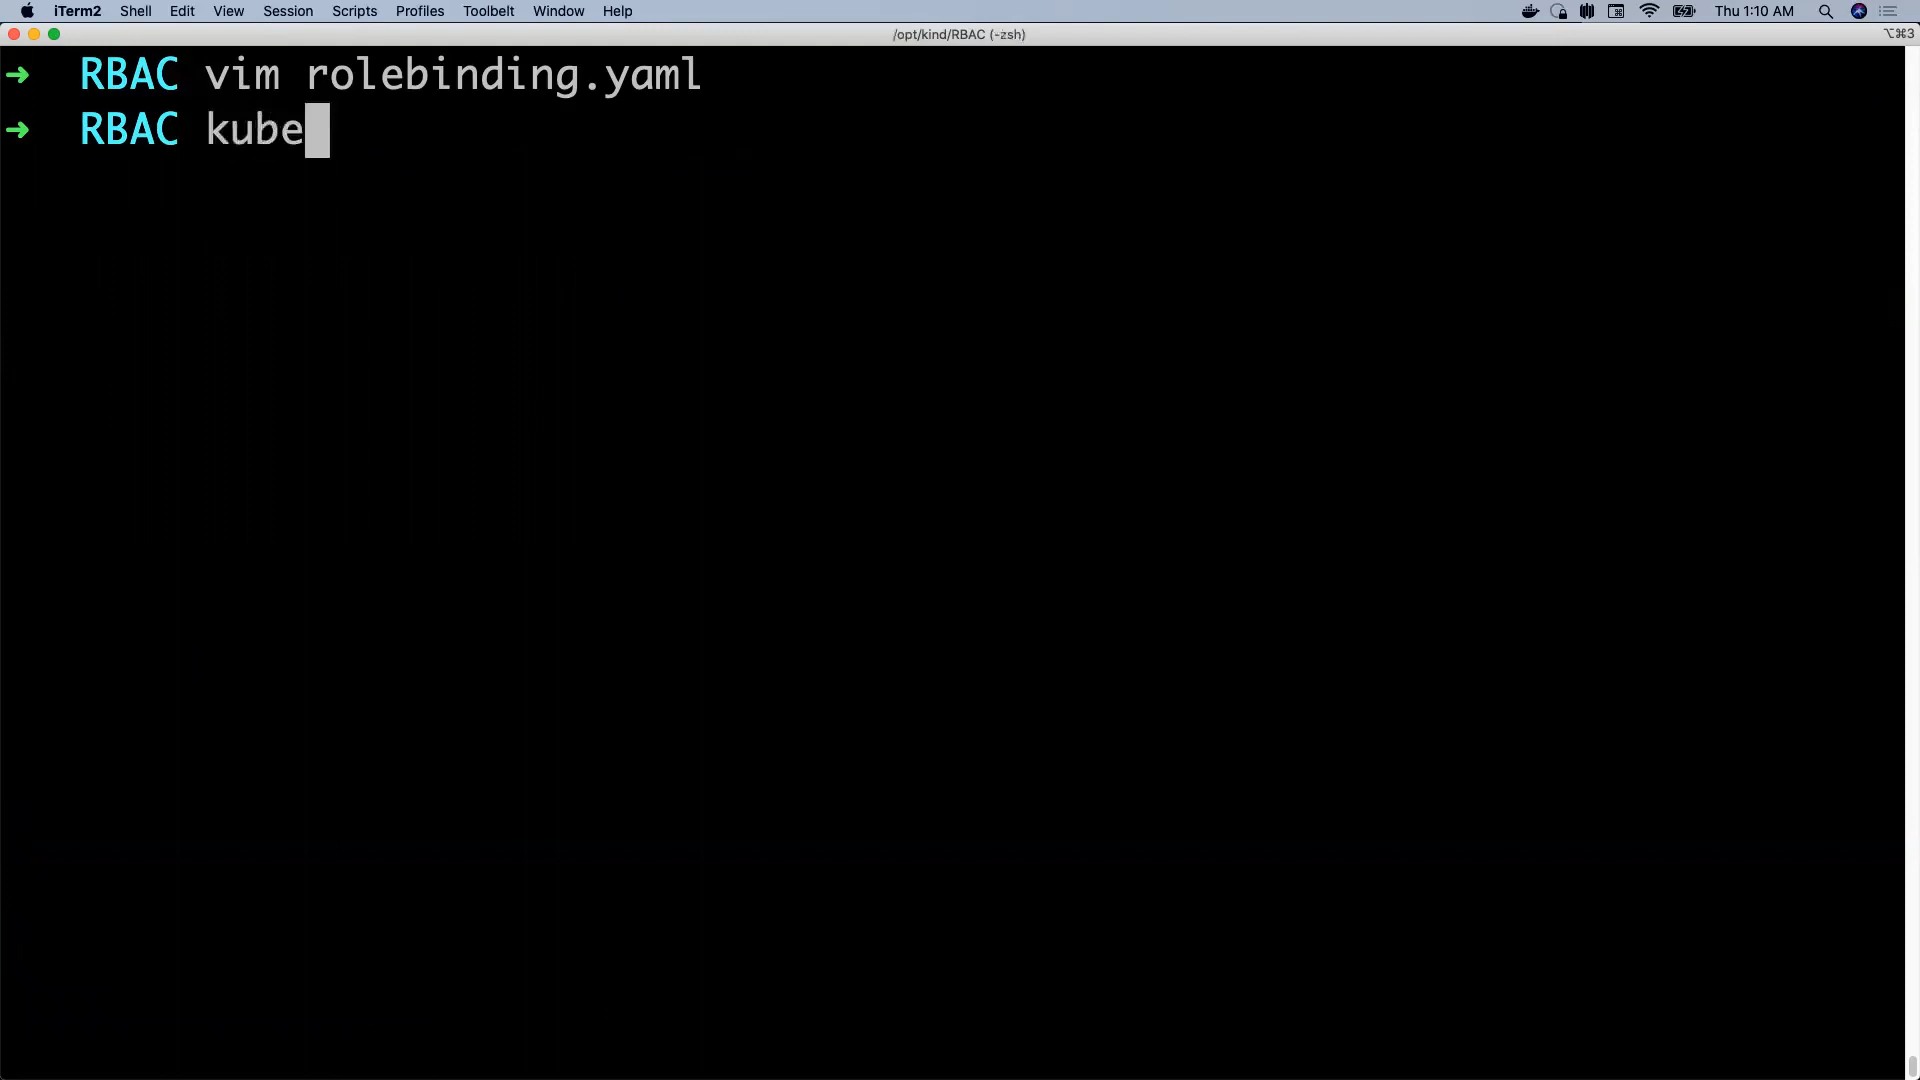 iTerm2 Shell Edit View Session Scripts Profiles Toolbelt Window Help Thu 1:10 AM
/opt/kind/RBAC (-zsh) ⌥⌘3
➜ RBAC vim rolebinding.yaml
➜ RBAC kube